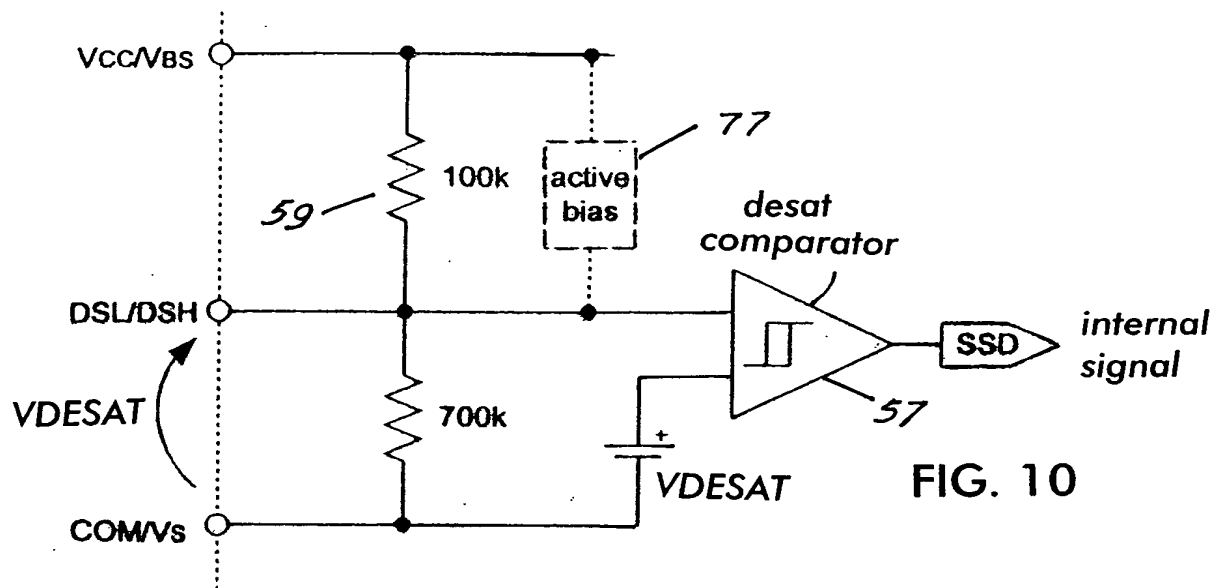 VCC/VBS
77
100k
active
bias
59
desat
comparator
DSL/DSH
SSD
internal
signal
VDESAT
700k
57
+
VDESAT
FIG. 10
COM/Vs